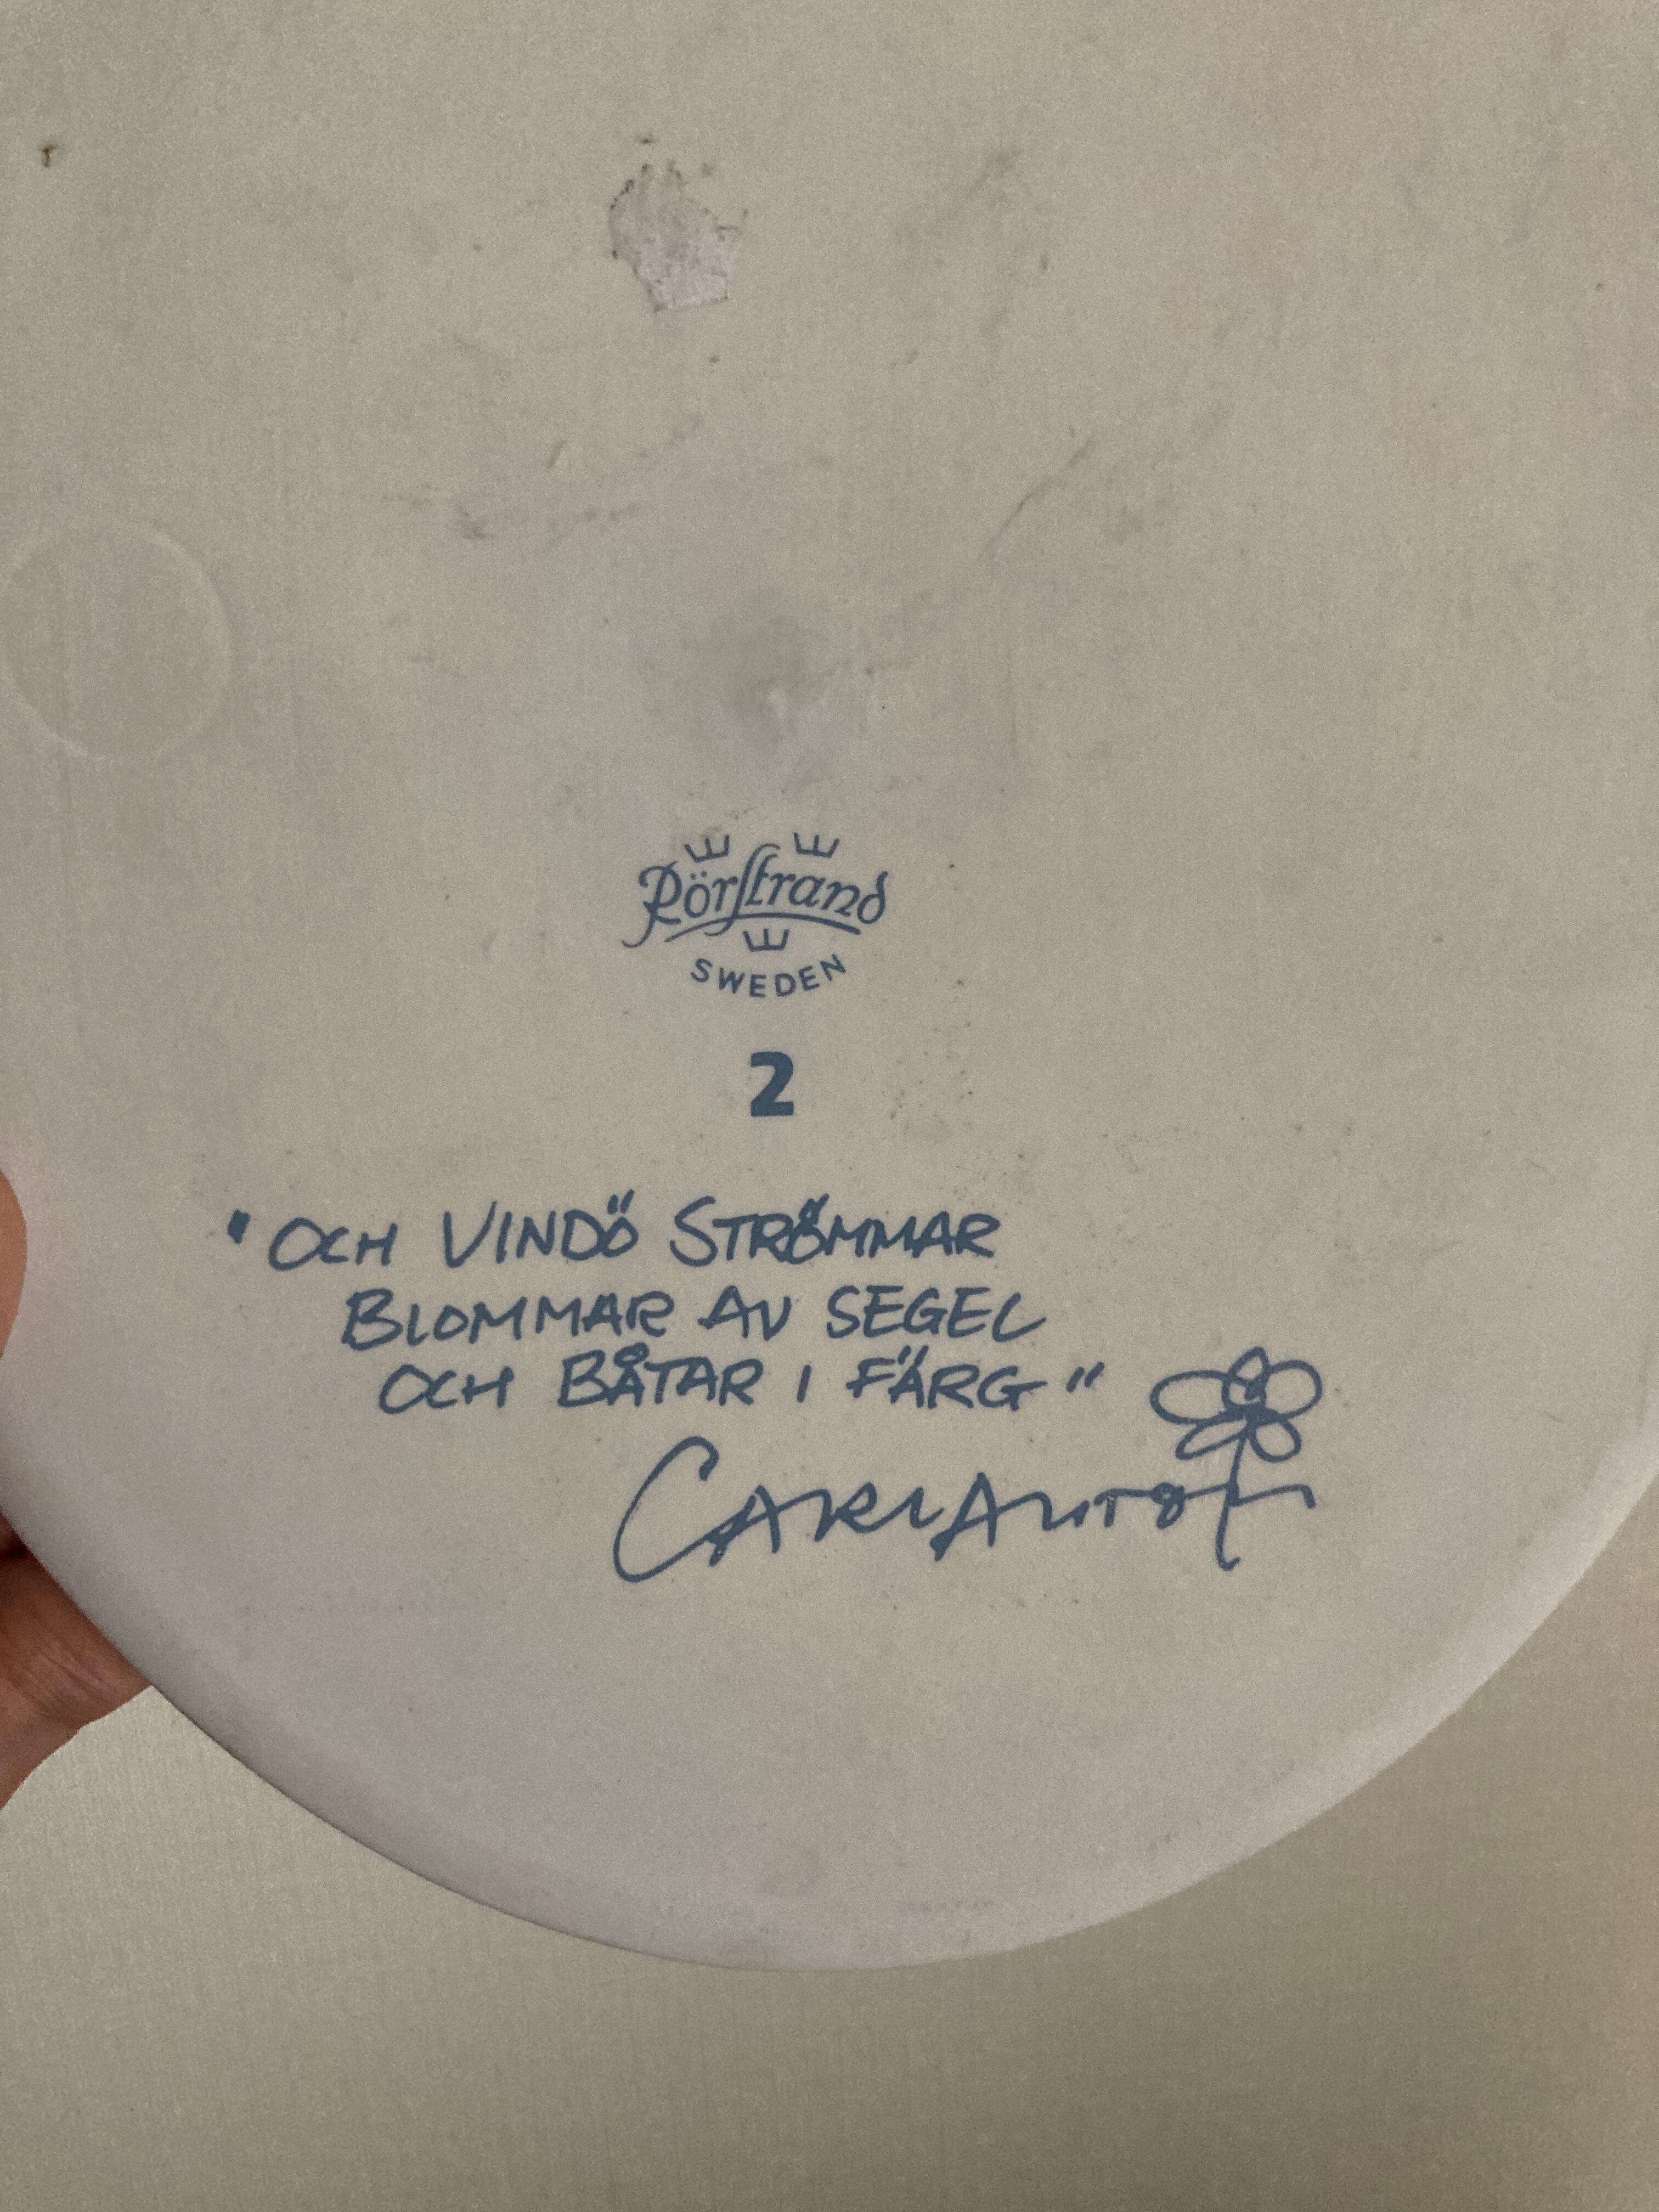 Rörstrand
SWEDEN
2
"OCH VINDÖ STRÖMMAR
BLOMMAR AV SEGEL
OCH BÅTAR I FÄRG"